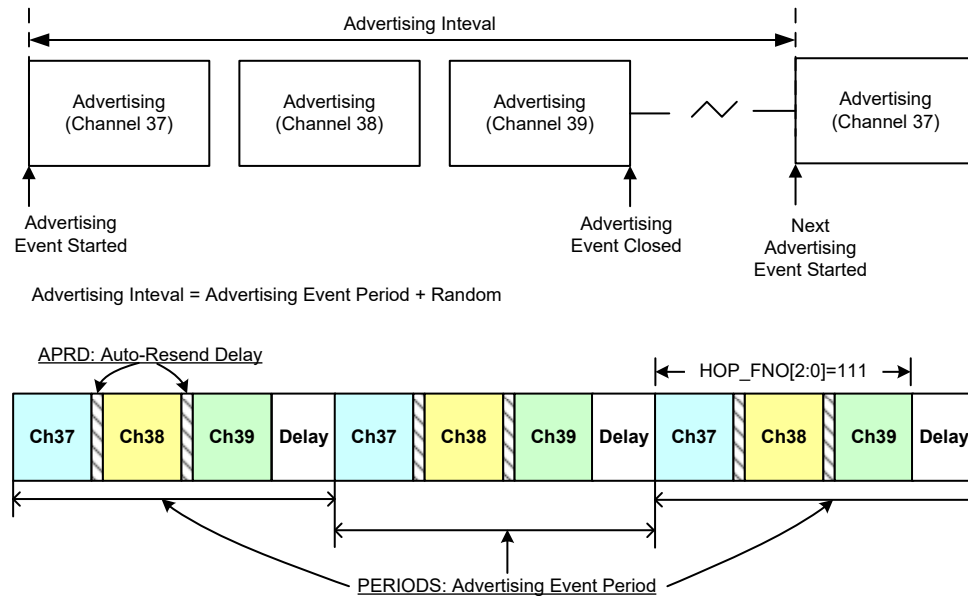 Advertising Inteval
Advertising
(Channel 37)
Advertising
(Channel 38)
Advertising
(Channel 39)
Advertising
(Channel 37)
Advertising
Event Started
Advertising
Event Closed
Next
Advertising
Event Started
Advertising Inteval = Advertising Event Period + Random
APRD: Auto-Resend Delay
HOP_FNO[2:0]=111
Ch37
Ch38
Ch39
Delay
Ch37
Ch38
Ch39
Delay
Ch37
Ch38
Ch39
Delay
PERIODS: Advertising Event Period